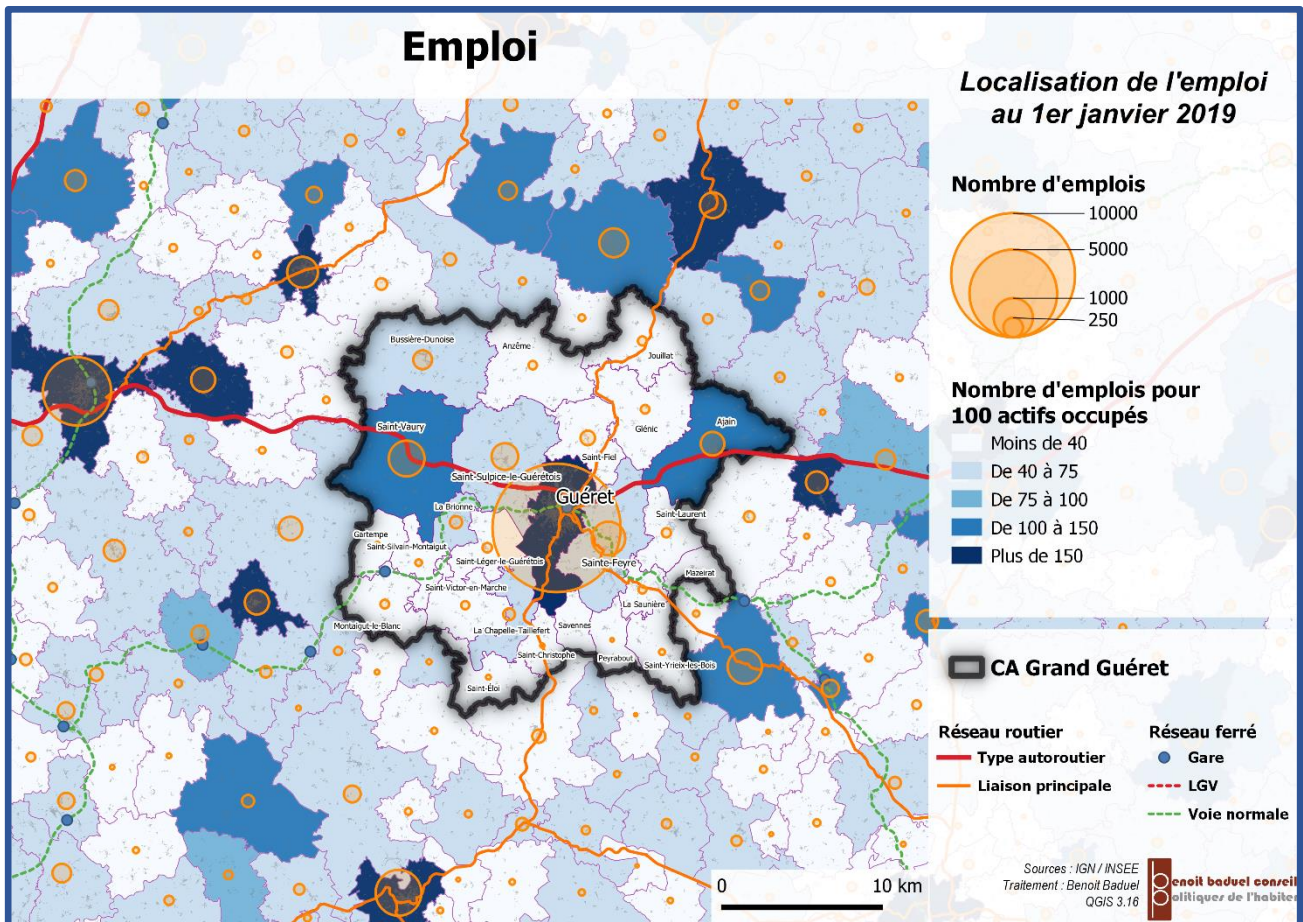 Emploi
Localisation de l'emploi
au 1er janvier 2019
Nombre d'emplois
10000
5000
1000
250
Nombre d'emplois pour
100 actifs occupés
Moins de 40
De 40 à 75
De 75 à 100
De 100 à 150
Plus de 150
CA Grand Guéret
Réseau routier
Type autoroutier
Liaison principale
Réseau ferré
Gare
LGV
Voie normale
Bussière-Dunoise
Anzême
Jouillat
Saint-Vaury
Glénic
Ajain
Saint-Fiel
Saint-Sulpice-le-Guérétois
Guéret
La Brionne
Saint-Laurent
Gartempe
Saint-Silvain-Montaigut
Saint-Léger-le-Guérétois
Sainte-Feyre
Mazeirat
Saint-Victor-en-Marche
La Saunière
Montaigut-le-Blanc
La Chapelle-Taillefert
Savennes
Saint-Christophe
Peyrabout
Saint-Yrieix-les-Bois
Saint-Éloi
0 10 km
Sources : IGN / INSEE
Traitement : Benoit Baduel
QGIS 3.16
benoit baduel conseil
politiques de l'habiter